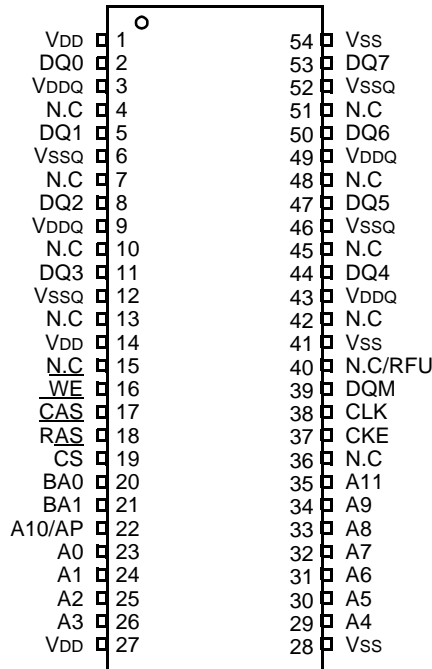 VDD 1 54 VSS
DQ0 2 53 DQ7
VDDQ 3 52 VSSQ
N.C 4 51 N.C
DQ1 5 50 DQ6
VSSQ 6 49 VDDQ
N.C 7 48 N.C
DQ2 8 47 DQ5
VDDQ 9 46 VSSQ
N.C 10 45 N.C
DQ3 11 44 DQ4
VSSQ 12 43 VDDQ
N.C 13 42 N.C
VDD 14 41 VSS
N.C 15 40 N.C/RFU
WE 16 39 DQM
CAS 17 38 CLK
RAS 18 37 CKE
CS 19 36 N.C
BA0 20 35 A11
BA1 21 34 A9
A10/AP 22 33 A8
A0 23 32 A7
A1 24 31 A6
A2 25 30 A5
A3 26 29 A4
VDD 27 28 VSS